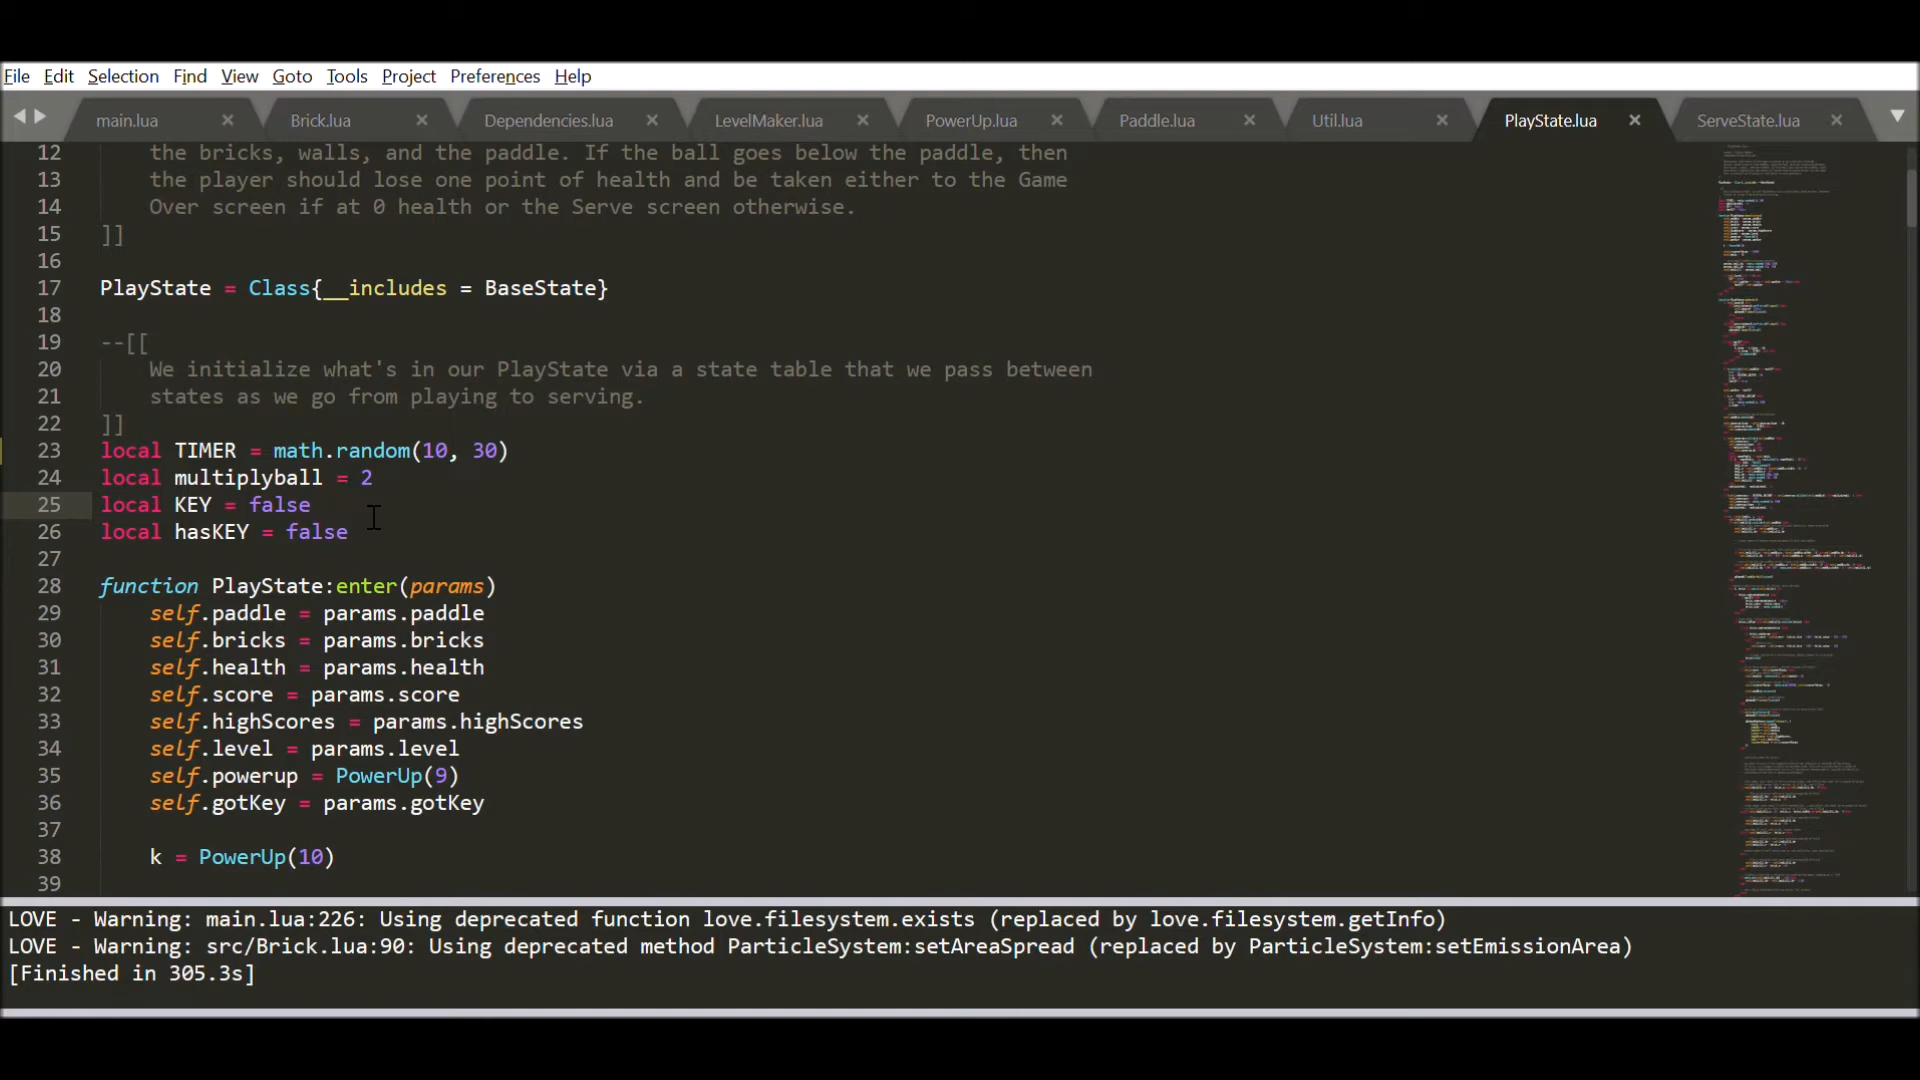 File Edit Selection Find View Goto Tools Project Preferences Help
main.lua Brick.lua Dependencies.lua LevelMaker.lua PowerUp.lua Paddle.lua Util.lua PlayState.lua ServeState.lua
12 the bricks, walls, and the paddle. If the ball goes below the paddle, then
13 the player should lose one point of health and be taken either to the Game
14 Over screen if at 0 health or the Serve screen otherwise.
15 ]]
16
17 PlayState = Class{__includes = BaseState}
18
19 --[[
20 We initialize what's in our PlayState via a state table that we pass between
21 states as we go from playing to serving.
22 ]]
23 local TIMER = math.random(10, 30)
24 local multiplyball = 2
25 local KEY = false
26 local hasKEY = false
27
28 function PlayState:enter(params)
29 self.paddle = params.paddle
30 self.bricks = params.bricks
31 self.health = params.health
32 self.score = params.score
33 self.highScores = params.highScores
34 self.level = params.level
35 self.powerup = PowerUp(9)
36 self.gotKey = params.gotKey
37
38 k = PowerUp(10)
39
LOVE - Warning: main.lua:226: Using deprecated function love.filesystem.exists (replaced by love.filesystem.getInfo)
LOVE - Warning: src/Brick.lua:90: Using deprecated method ParticleSystem:setAreaSpread (replaced by ParticleSystem:setEmissionArea)
[Finished in 305.3s]